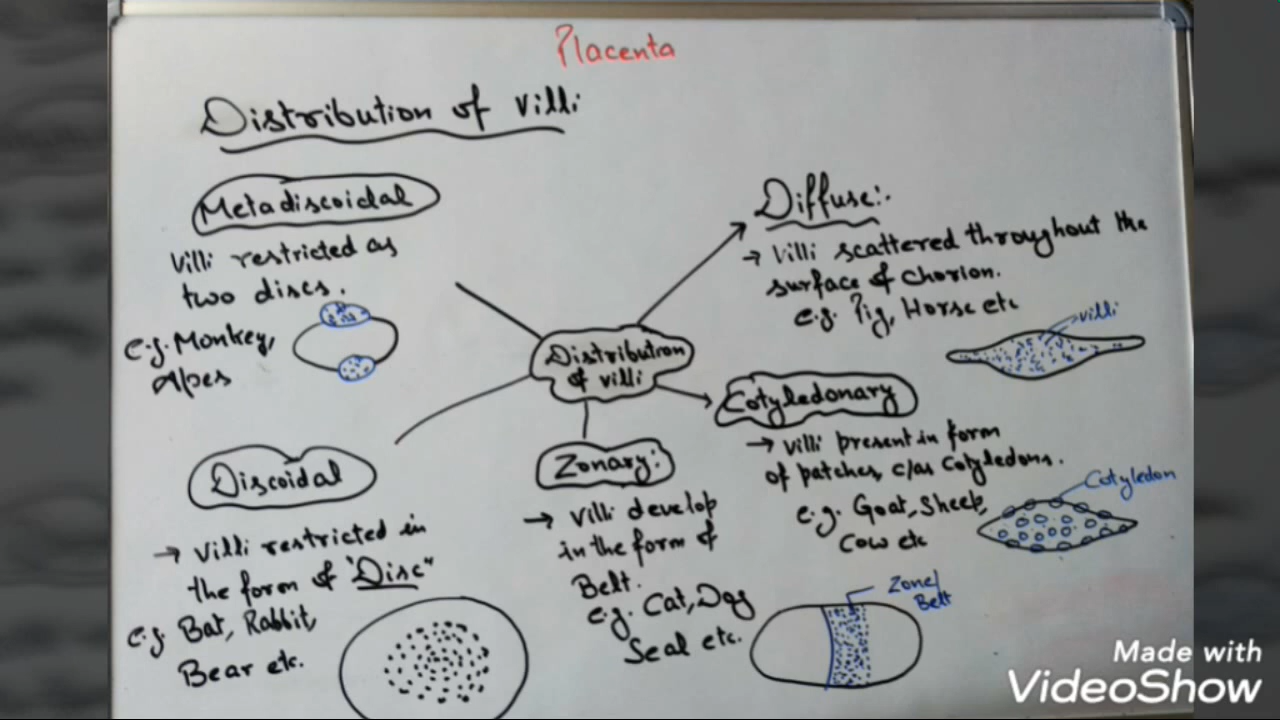 Placenta
Distribution of Villi
Metadiscoidal
Villi restricted as
two discs.
e.g. Monkey,
Apes
Diffuse:-
→ Villi scattered throughout the
surface of chorion.
e.g. Pig, Horse etc
villi
Distribution
of villi
Cotyledonary
→ villi present in form
of patches, c/as Cotyledons.
e.g. Goat, Sheep,
Cow etc
Cotyledon
Discoidal
→ villi restricted in
the form of "Disc"
e.g. Bat, Rabbit,
Bear etc.
Zonary:
→ villi develop
in the form of
Belt.
e.g. Cat, Dog
Seal etc.
Zone/
Belt
Made with
VideoShow